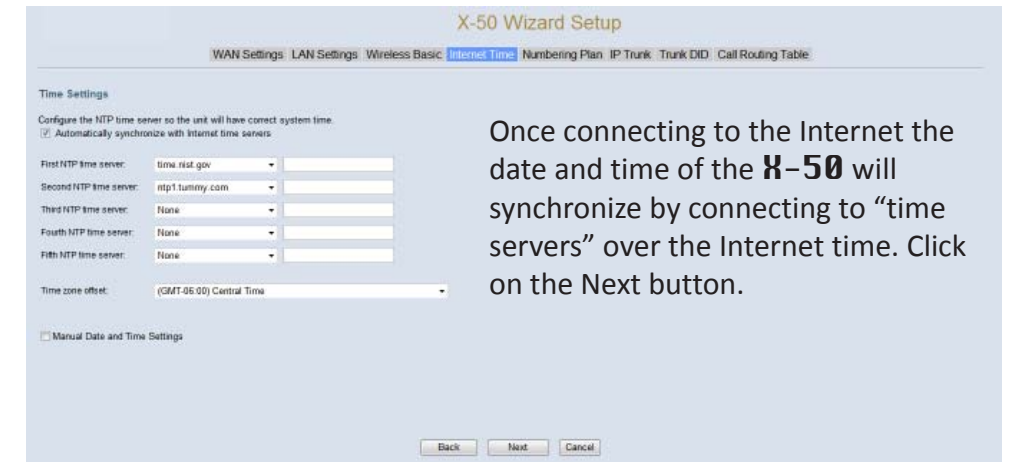 X-50 Wizard Setup
WAN Settings LAN Settings Wireless Basic Internet Time Numbering Plan IP Trunk Trunk DID Call Routing Table
Time Settings
Configure the NTP time server so the unit will have correct system time.
Automatically synchronize with Internet time servers
First NTP time server: time.nist.gov
Second NTP time server: ntp1.tummy.com
Third NTP time server: None
Fourth NTP time server: None
Fifth NTP time server: None
Time zone offset: (GMT-06:00) Central Time
Manual Date and Time Settings
Once connecting to the Internet the
date and time of the X-50 will
synchronize by connecting to “time
servers” over the Internet time. Click
on the Next button.
Back Next Cancel